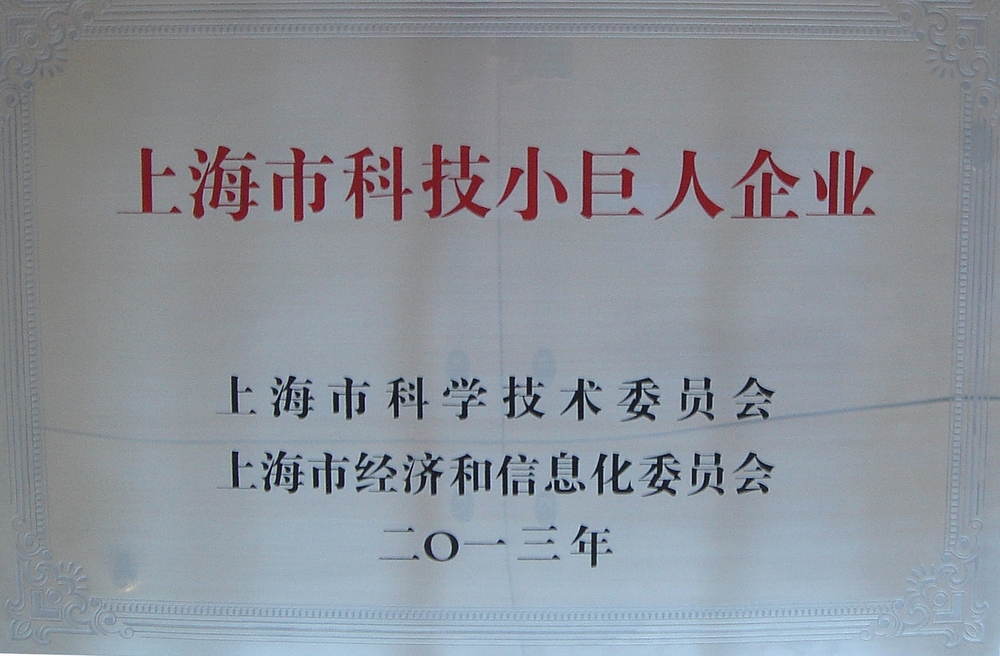 上海市科技小巨人企业
上海市科学技术委员会
上海市经济和信息化委员会
二〇一三年